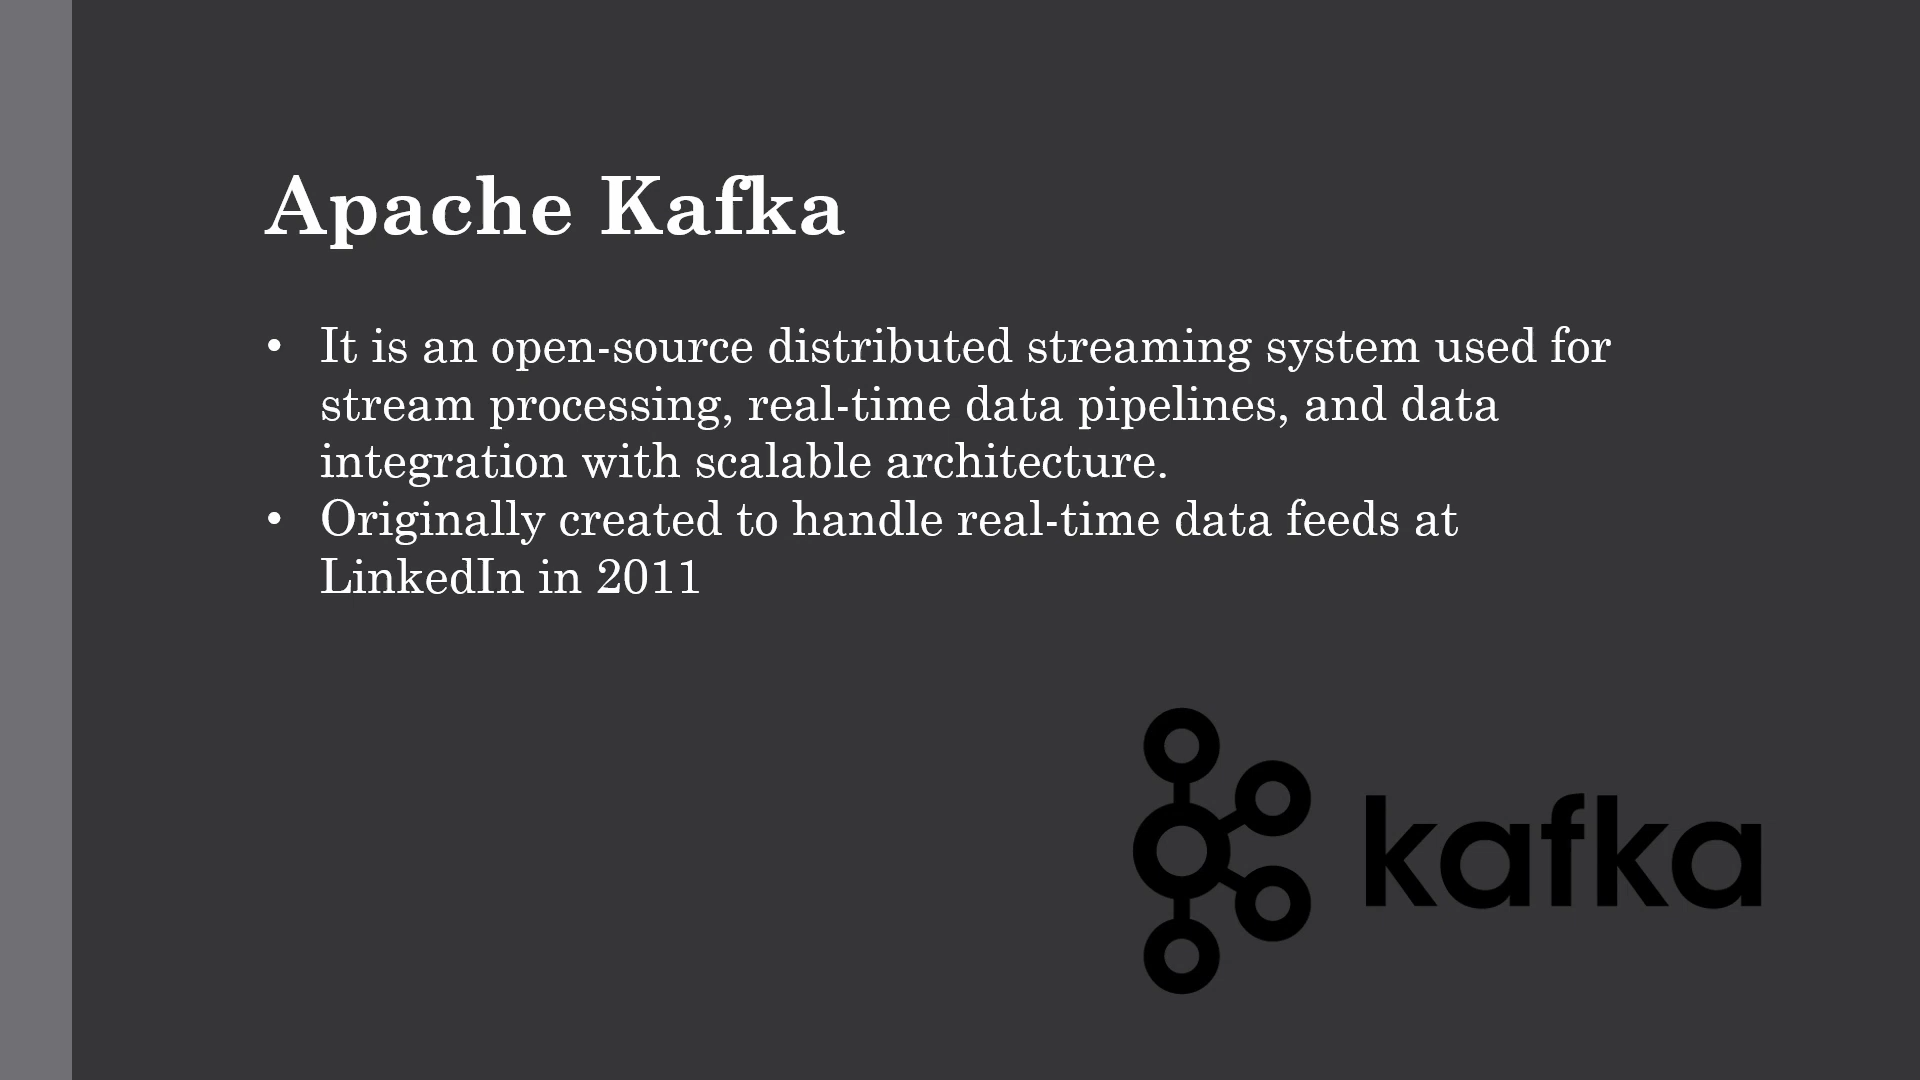 Apache Kafka
• It is an open-source distributed streaming system used for
stream processing, real-time data pipelines, and data
integration with scalable architecture.
• Originally created to handle real-time data feeds at
LinkedIn in 2011
kafka